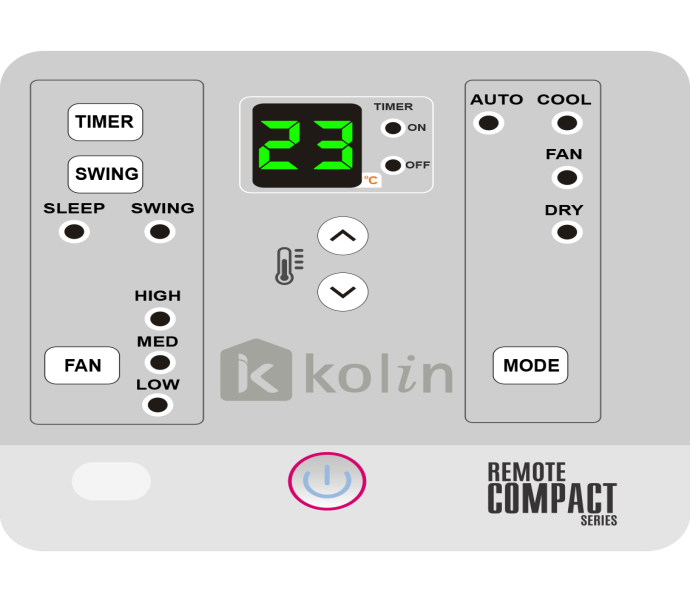 TIMER
SWING
SLEEP SWING
HIGH
MED
FAN
LOW
23
°C
TIMER
ON
OFF
kolin
AUTO COOL
FAN
DRY
MODE
REMOTE
COMPACT
SERIES